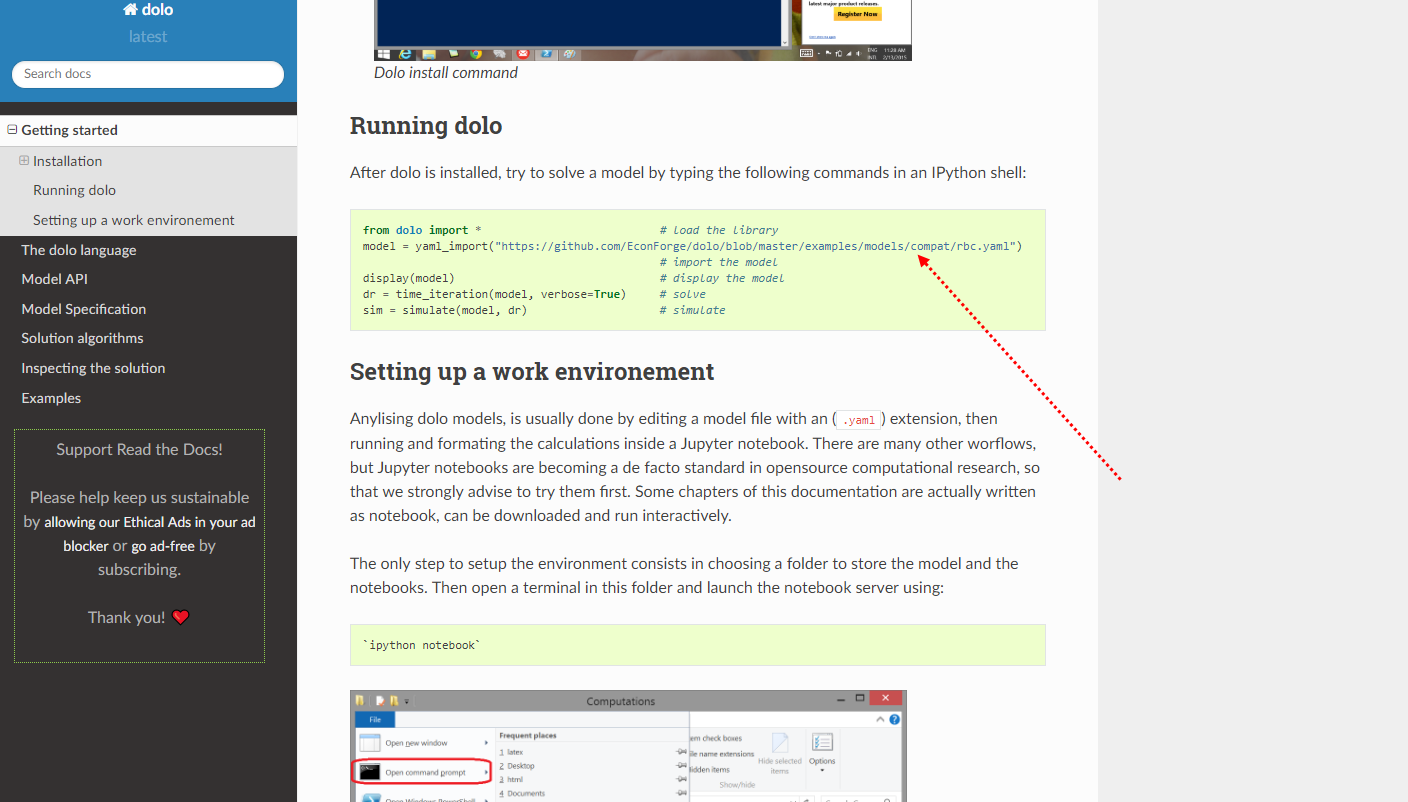 dolo
latest
Search docs
Getting started
Installation
Running dolo
Setting up a work environement
The dolo language
Model API
Model Specification
Solution algorithms
Inspecting the solution
Examples
Support Read the Docs!
Please help keep us sustainable
by allowing our Ethical Ads in your ad
blocker or go ad-free by
subscribing.
Thank you!
latest major product releases.
Register Now
ENG 11:28 AM
INTL 2/13/2015
Dolo install command
Running dolo
After dolo is installed, try to solve a model by typing the following commands in an IPython shell:
from dolo import * # load the library
model = yaml_import("https://github.com/EconForge/dolo/blob/master/examples/models/compat/rbc.yaml")
# import the model
display(model) # display the model
dr = time_iteration(model, verbose=True) # solve
sim = simulate(model, dr) # simulate
Setting up a work environement
Anylising dolo models, is usually done by editing a model file with an (.yaml) extension, then
running and formating the calculations inside a Jupyter notebook. There are many other worflows,
but Jupyter notebooks are becoming a de facto standard in opensource computational research, so
that we strongly advise to try them first. Some chapters of this documentation are actually written
as notebook, can be downloaded and run interactively.
The only step to setup the environment consists in choosing a folder to store the model and the
notebooks. Then open a terminal in this folder and launch the notebook server using:
`ipython notebook`
Computations
File
Open new window
Open command prompt
Open Windows PowerShell
Frequent places
1 latex
2 Desktop
3 html
4 Documents
em check boxes
ile name extensions
idden items
Hide selected
items
Show/hide
Options